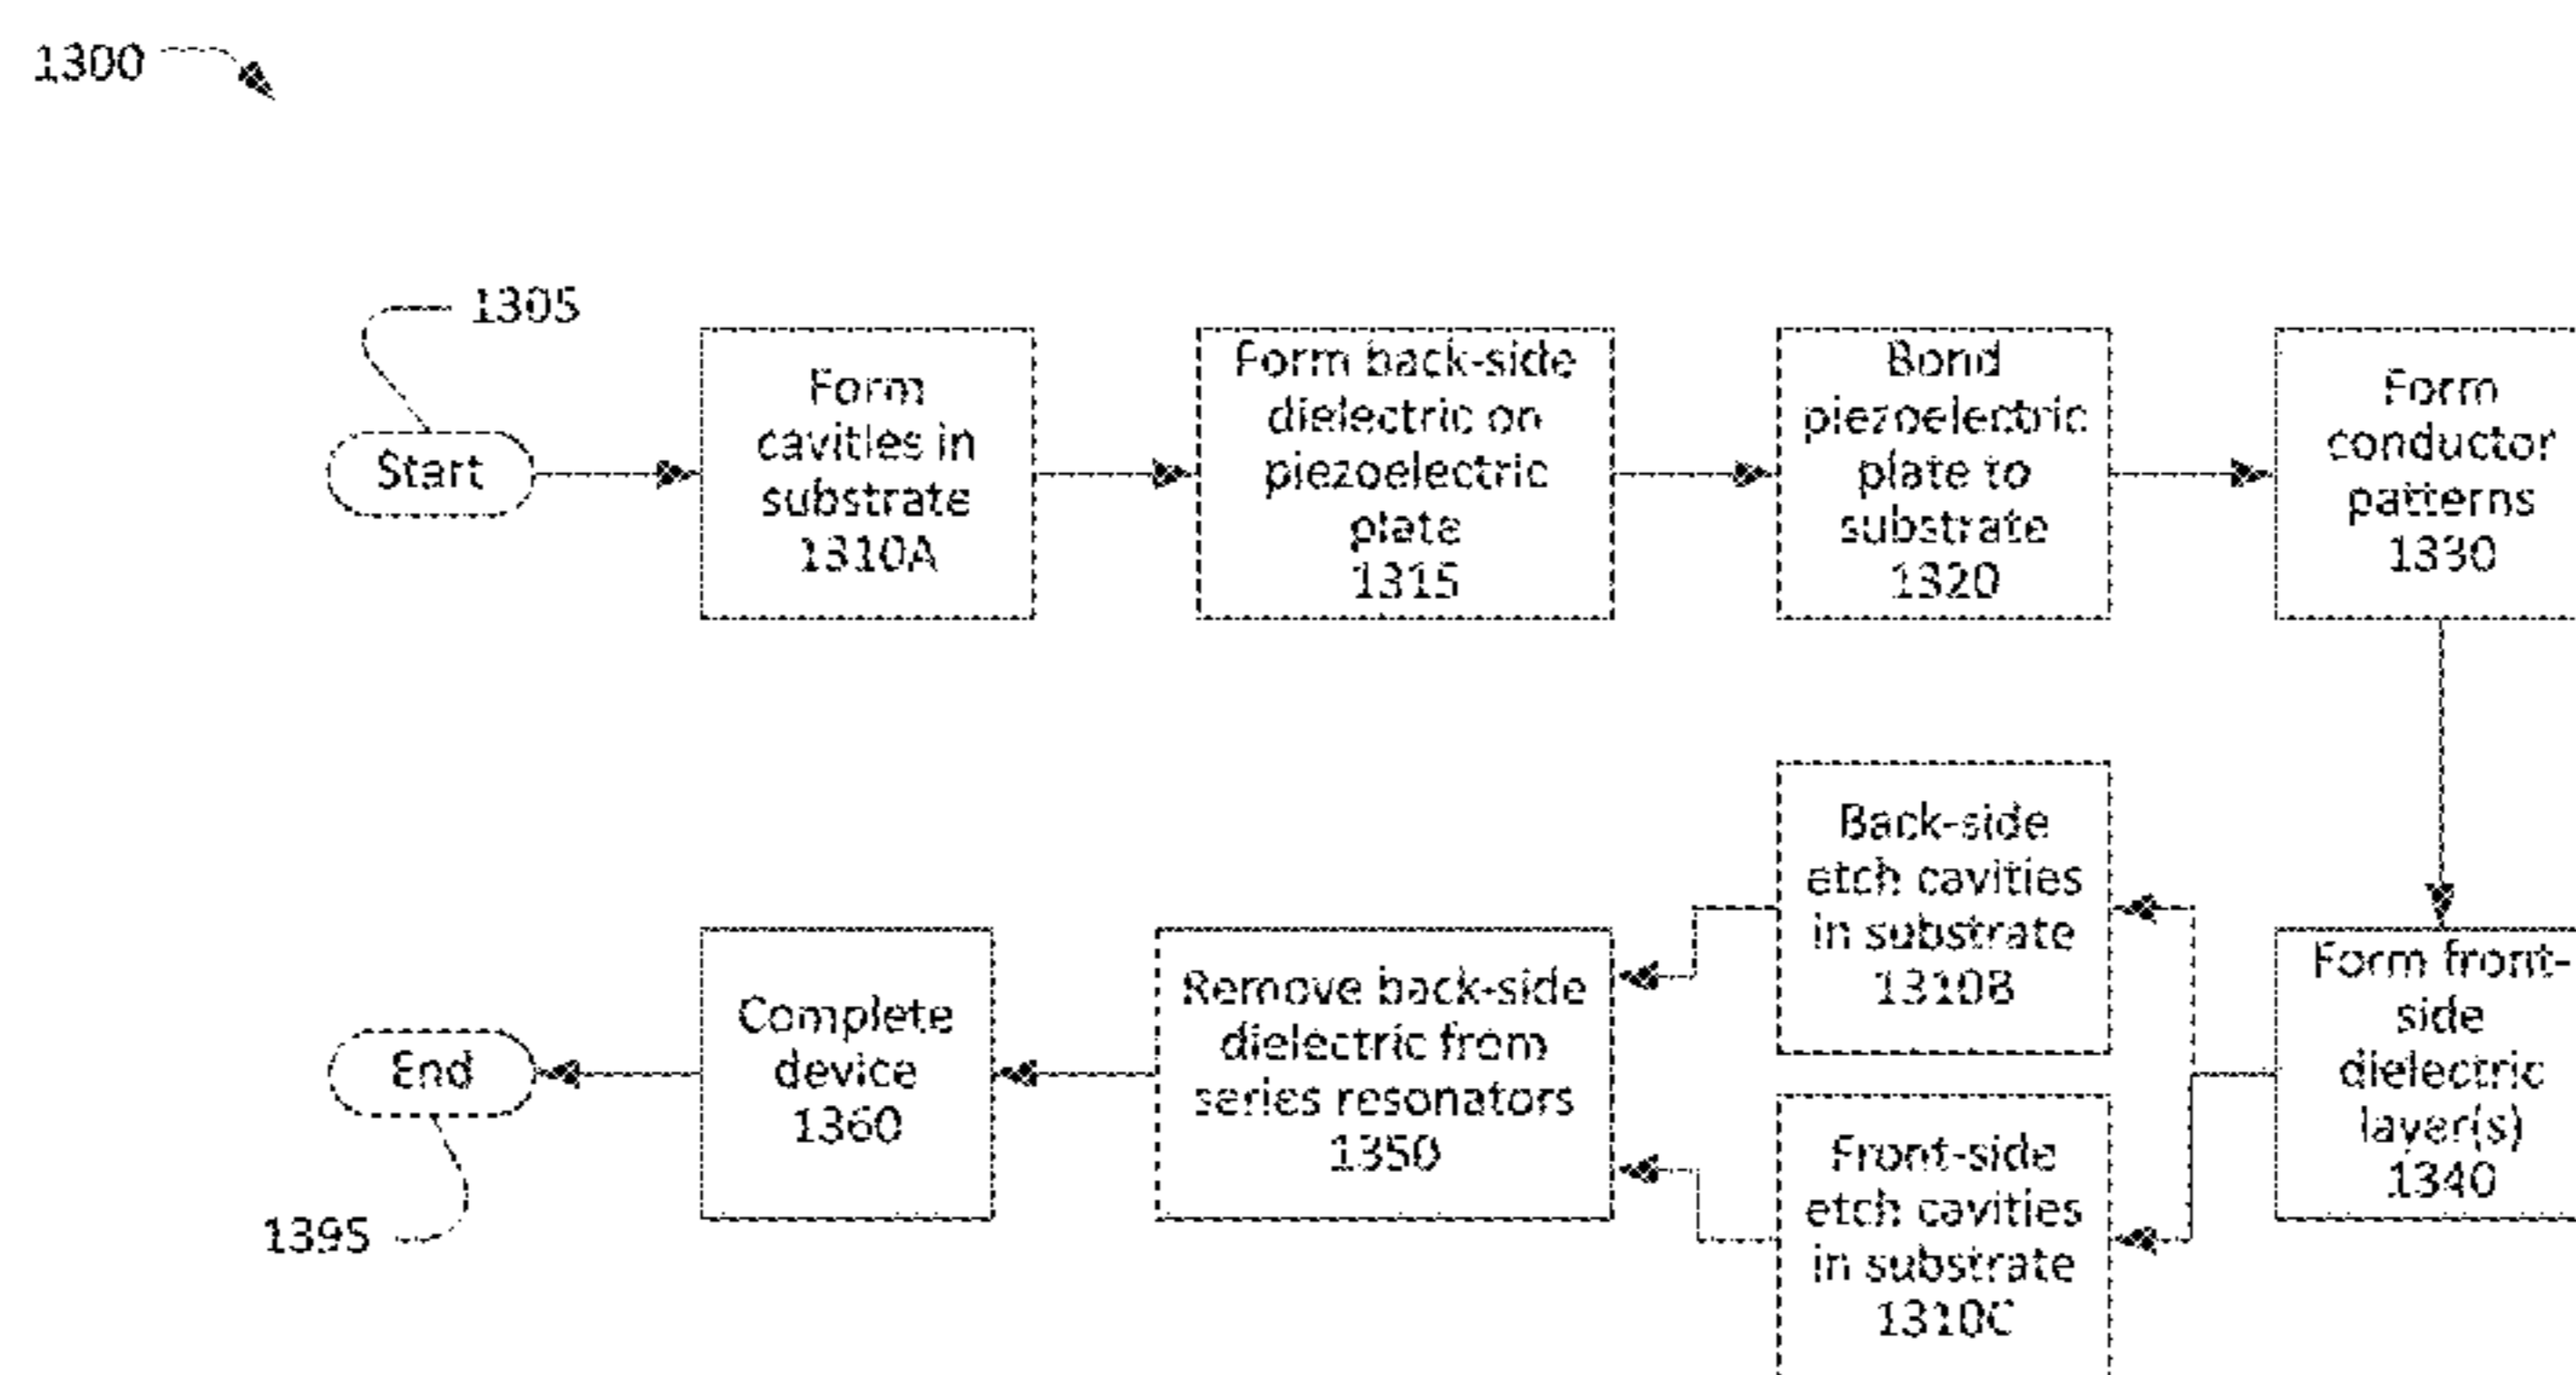 1300
1305
Start
Form
cavities in
substrate
1310A
Form back-side
dielectric on
piezoelectric
plate
1315
Bond
piezoelectric
plate to
substrate
1320
Form
conductor
patterns
1330
Back-side
etch cavities
in substrate
1310B
Form front-
side
dielectric
layer(s)
1340
Front-side
etch cavities
in substrate
1310C
Remove back-side
dielectric from
series resonators
1350
Complete
device
1360
End
1395